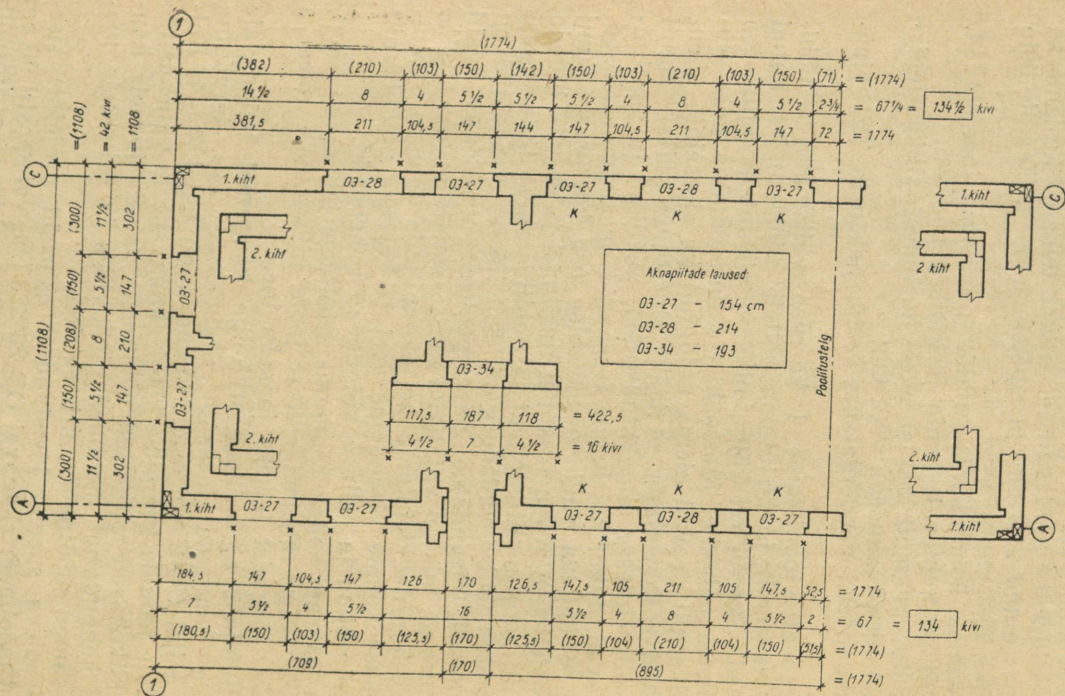 1
(1774)
(382) (210) (103) (150) (142) (150) (103) (210) (103) (150) (71) = (1774)
14 1/2 8 4 5 1/2 5 1/2 5 1/2 4 8 4 5 1/2 2 3/4 = 67 1/4 = 134 1/2 kivi
381,5 211 104,5 147 144 147 104,5 211 104,5 147 72 = 1774
=(1108)
= 42 kivi
= 1108
C
1. kiht 03-28 03-27 03-27 03-28 03-27
K K K
1. kiht
C
2. kiht
2 kiht
(300) 11 1/2 302
(150) 5 1/2 147
03-27
(1108)
(208) 8 210
(150) 5 1/2 147
03-27
(300) 11 1/2 302
Aknapiitade laiused:
03-27 - 154 cm
03-28 - 214
03-34 - 193
Poolitustelg
03-34
117,5 187 118 = 422,5
4 1/2 7 4 1/2 = 16 kivi
2. kiht
2. kiht
K K K
A
1. kiht 03-27 03-27 03-27 03-28 03-27
1. kiht
A
184,5 147 104,5 147 126 170 126,5 147,5 105 211 105 147,5 52,5 = 1774
7 5 1/2 4 5 1/2 16 5 1/2 4 8 4 5 1/2 2 = 67 = 134 kivi
(180,5) (150) (103) (150) (125,5) (170) (125,5) (150) (104) (210) (104) (150) (51,5) = (1774)
(709) (170) (895) = (1774)
1